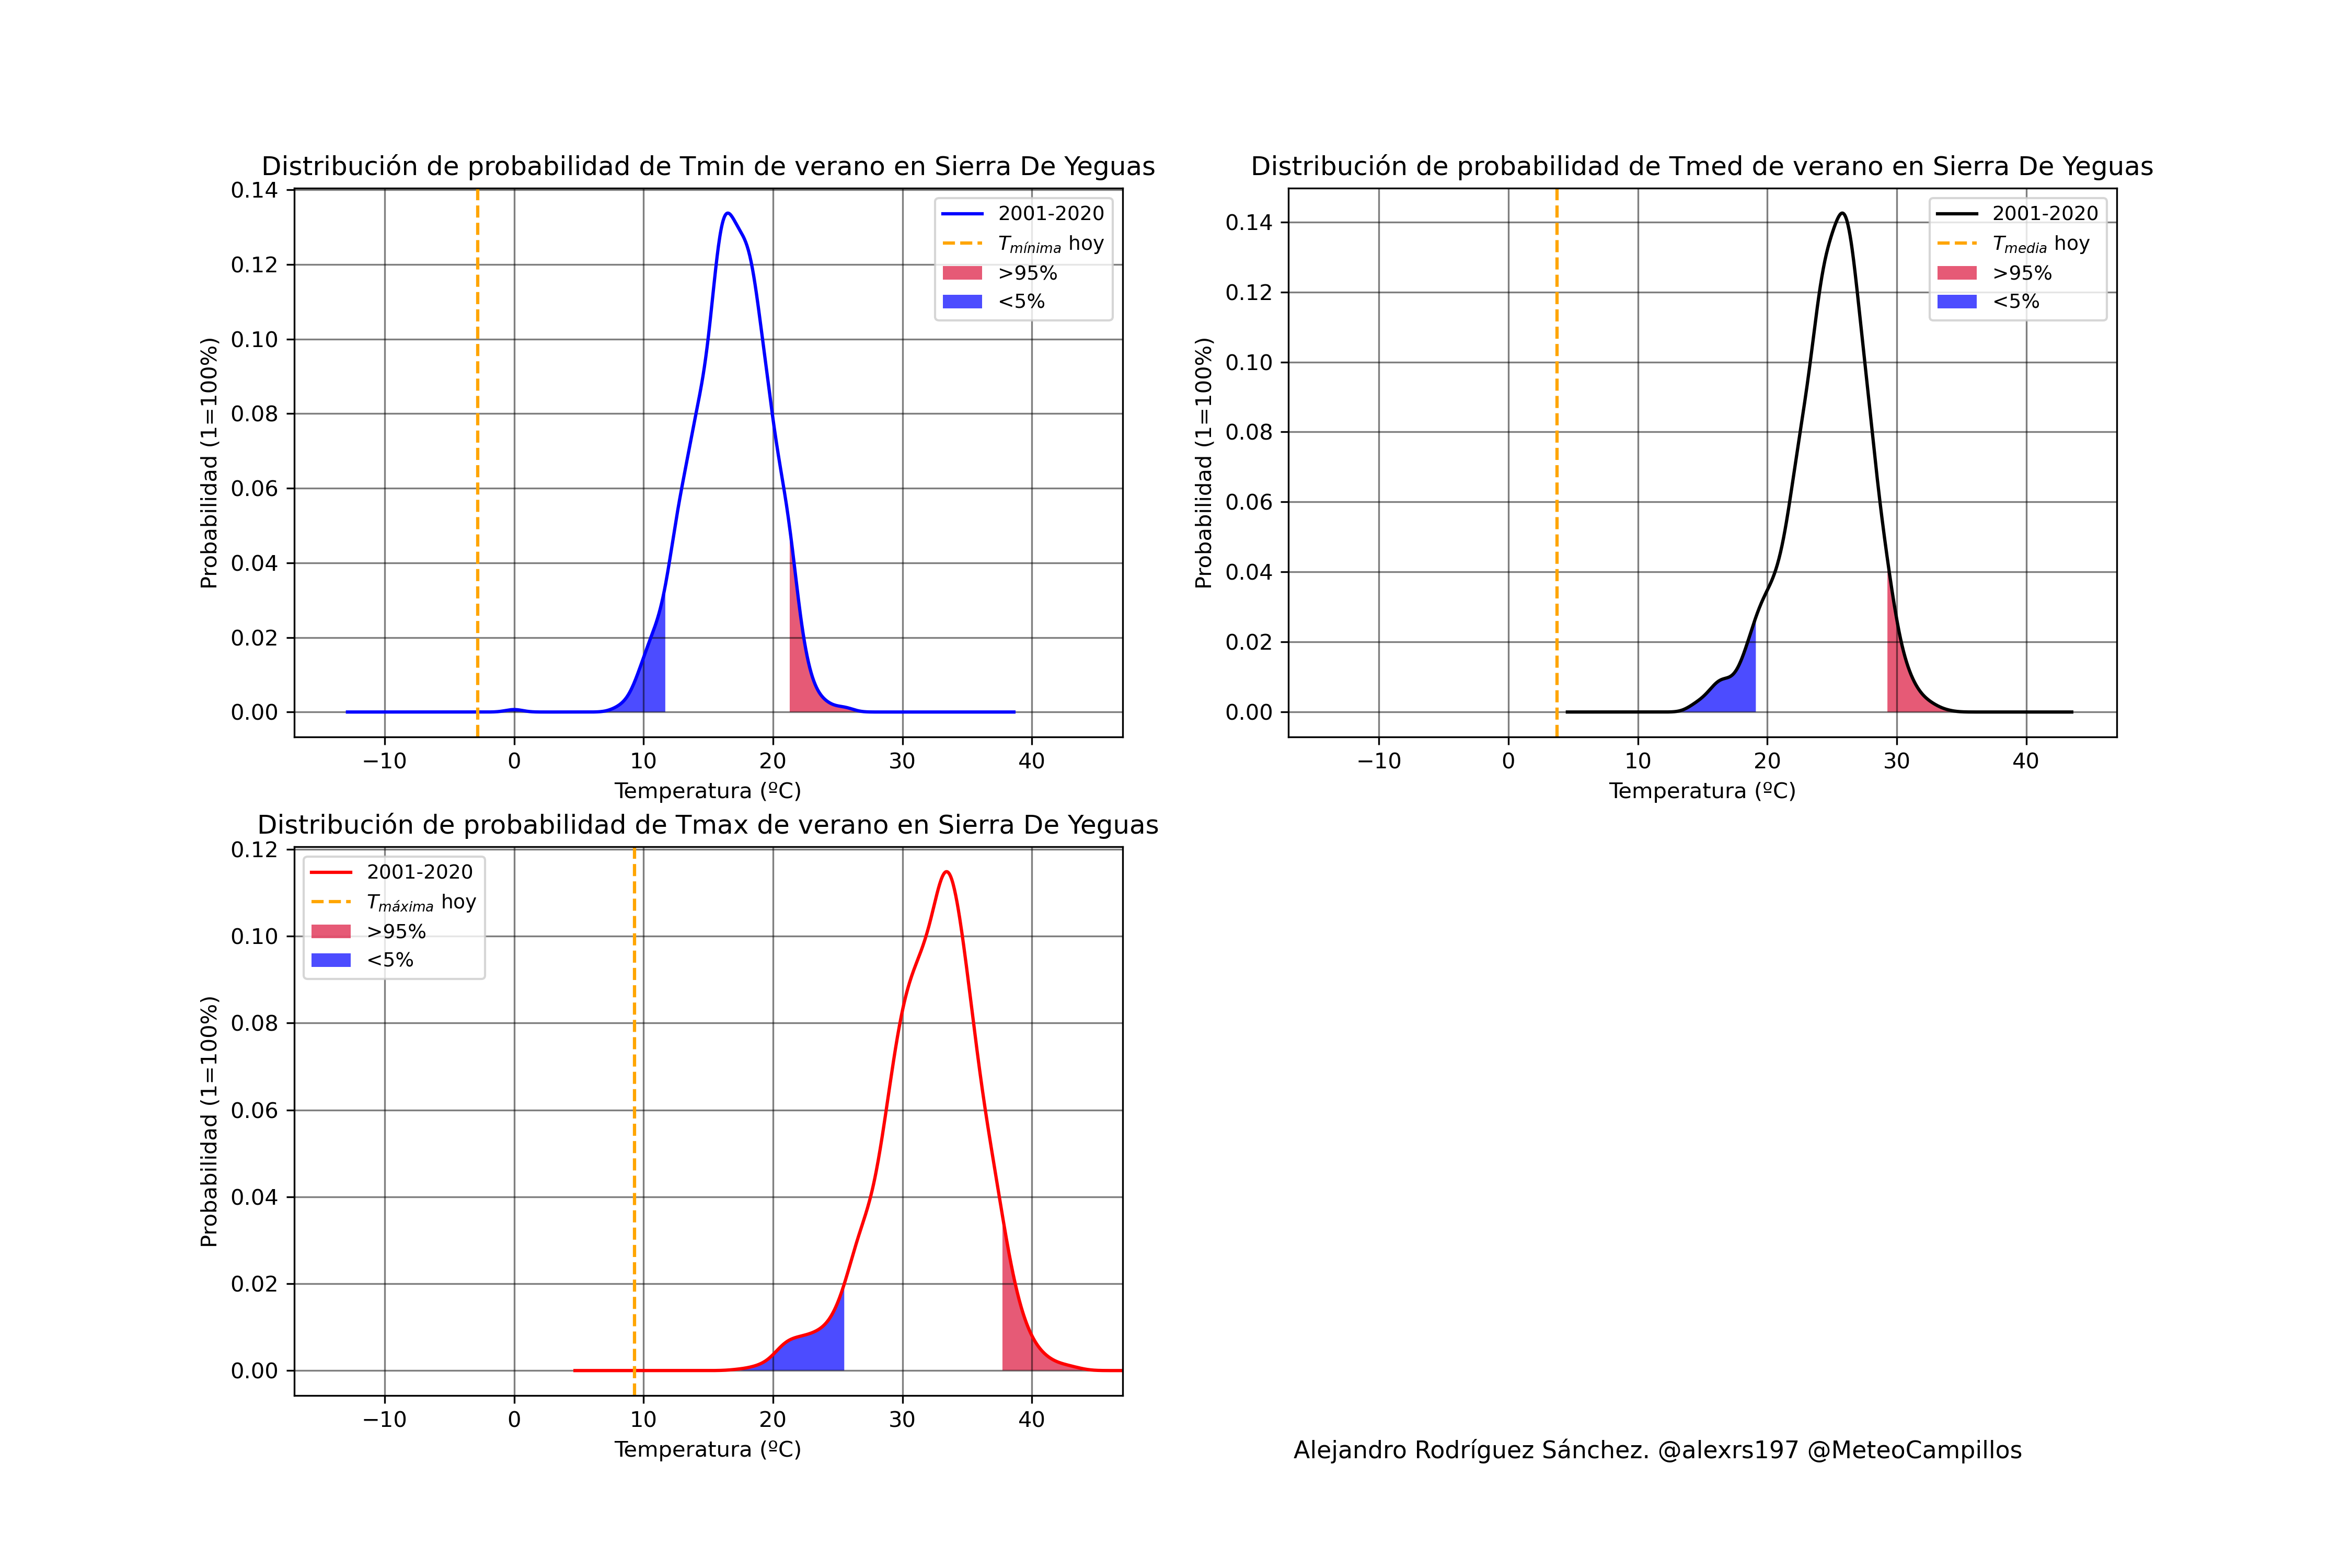 Distribución de probabilidad de Tmin de verano en Sierra De Yeguas
0.14
0.12
0.10
0.08
0.06
0.04
0.02
0.00
Probabilidad (1=100%)
2001-2020
Tmínima hoy
>95%
<5%
−10 0 10 20 30 40
Temperatura (ºC)
Distribución de probabilidad de Tmed de verano en Sierra De Yeguas
0.14
0.12
0.10
0.08
0.06
0.04
0.02
0.00
Probabilidad (1=100%)
2001-2020
Tmedia hoy
>95%
<5%
−10 0 10 20 30 40
Temperatura (ºC)
Distribución de probabilidad de Tmax de verano en Sierra De Yeguas
0.12
0.10
0.08
0.06
0.04
0.02
0.00
Probabilidad (1=100%)
2001-2020
Tmáxima hoy
>95%
<5%
−10 0 10 20 30 40
Temperatura (ºC)
Alejandro Rodríguez Sánchez. @alexrs197 @MeteoCampillos